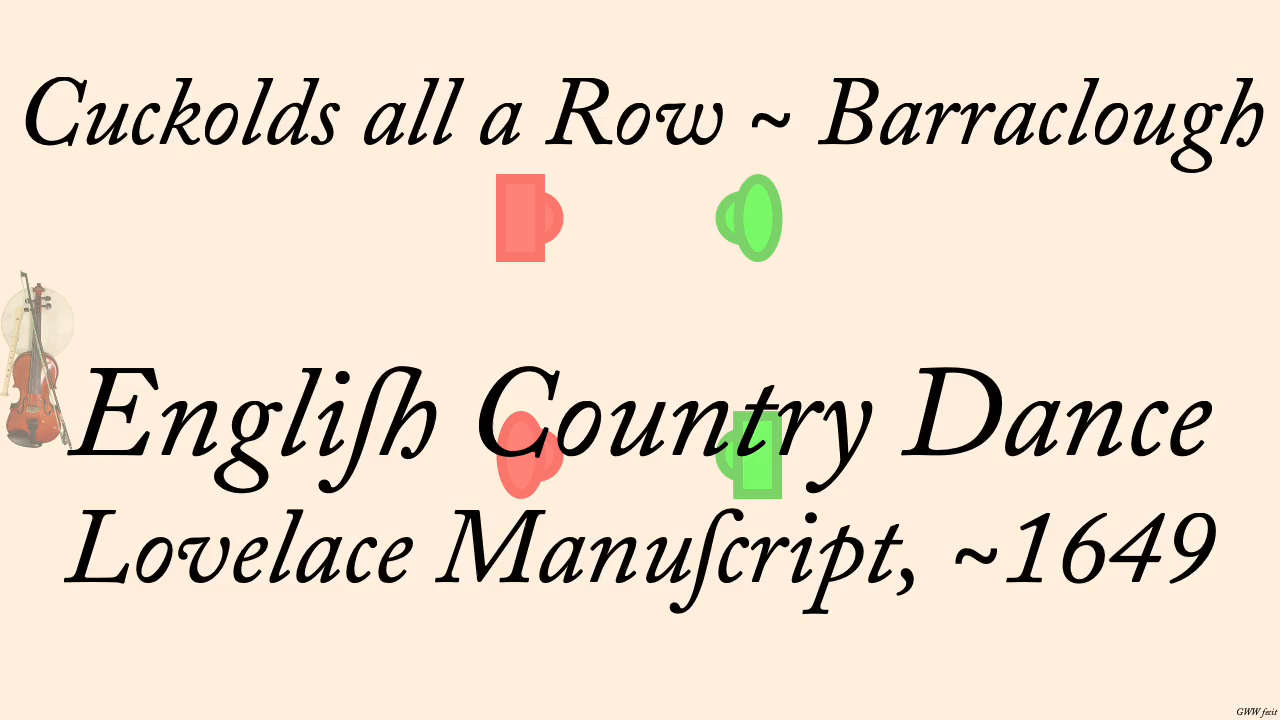 Cuckolds all a Row ~ Barraclough
Engliſh Country Dance
Lovelace Manuſcript, ~1649
GWW fecit